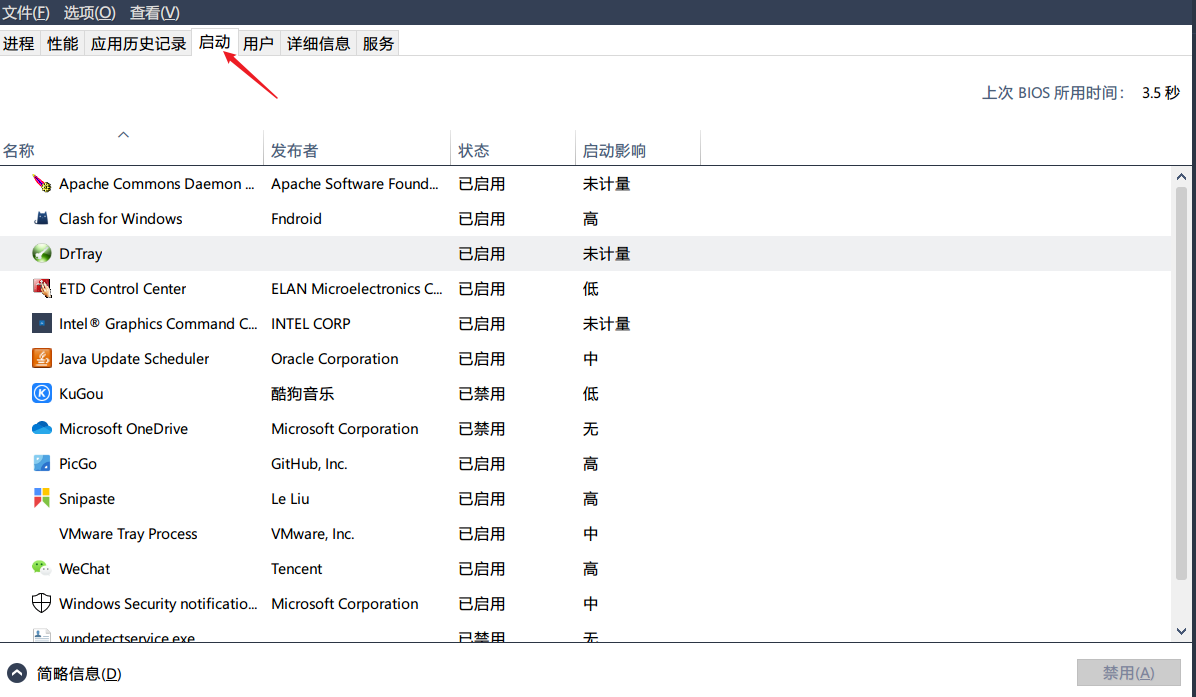 文件(F) 选项(O) 查看(V)
进程 性能 应用历史记录 启动 用户 详细信息 服务
上次 BIOS 所用时间: 3.5 秒
名称 发布者 状态 启动影响
Apache Commons Daemon ... Apache Software Found... 已启用 未计量
Clash for Windows Fndroid 已启用 高
DrTray 已启用 未计量
ETD Control Center ELAN Microelectronics C... 已启用 低
Intel® Graphics Command C... INTEL CORP 已启用 未计量
Java Update Scheduler Oracle Corporation 已启用 中
KuGou 酷狗音乐 已禁用 低
Microsoft OneDrive Microsoft Corporation 已禁用 无
PicGo GitHub, Inc. 已启用 高
Snipaste Le Liu 已启用 高
VMware Tray Process VMware, Inc. 已启用 中
WeChat Tencent 已启用 高
Windows Security notificatio... Microsoft Corporation 已启用 中
yundetectservice.exe 已禁用 无
简略信息(D) 禁用(A)